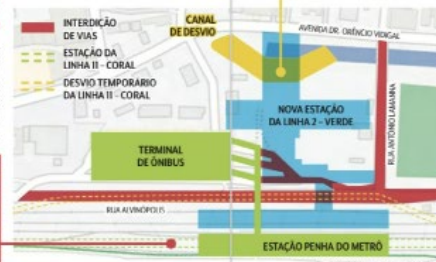 INTERDIÇÃO
DE VIAS
ESTAÇÃO DA
LINHA 11 - CORAL
DESVIO TEMPORÁRIO
DA LINHA 11 - CORAL
CANAL
DE DESVIO
AVENIDA DR. ORÊNCIO VIDIGAL
NOVA ESTAÇÃO
DA LINHA 2 - VERDE
RUA ANTÔNIO LAMANNA
TERMINAL
DE ÔNIBUS
RUA ALVINÓPOLIS
ESTAÇÃO PENHA DO METRÔ